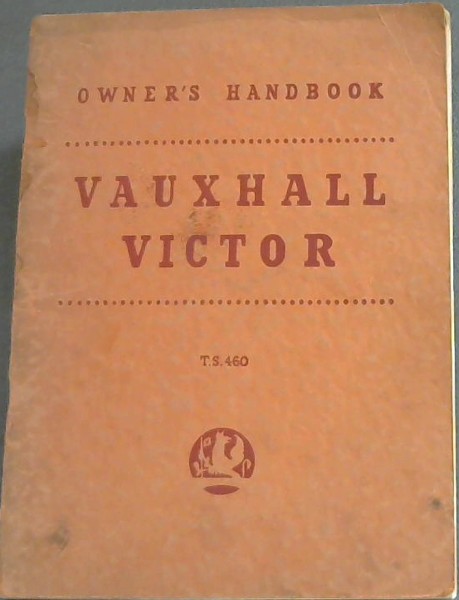 OWNER'S HANDBOOK
VAUXHALL
VICTOR
T.S.460